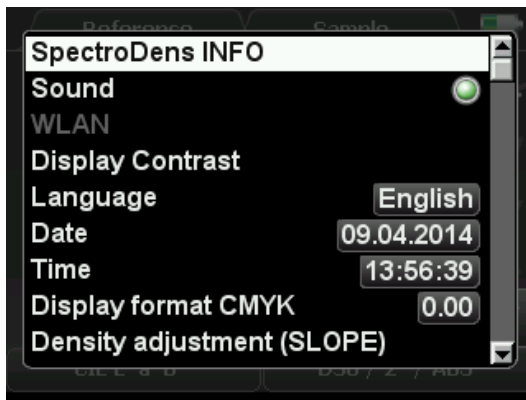 SpectroDens INFO
Sound
WLAN
Display Contrast
Language English
Date 09.04.2014
Time 13:56:39
Display format CMYK 0.00
Density adjustment (SLOPE)